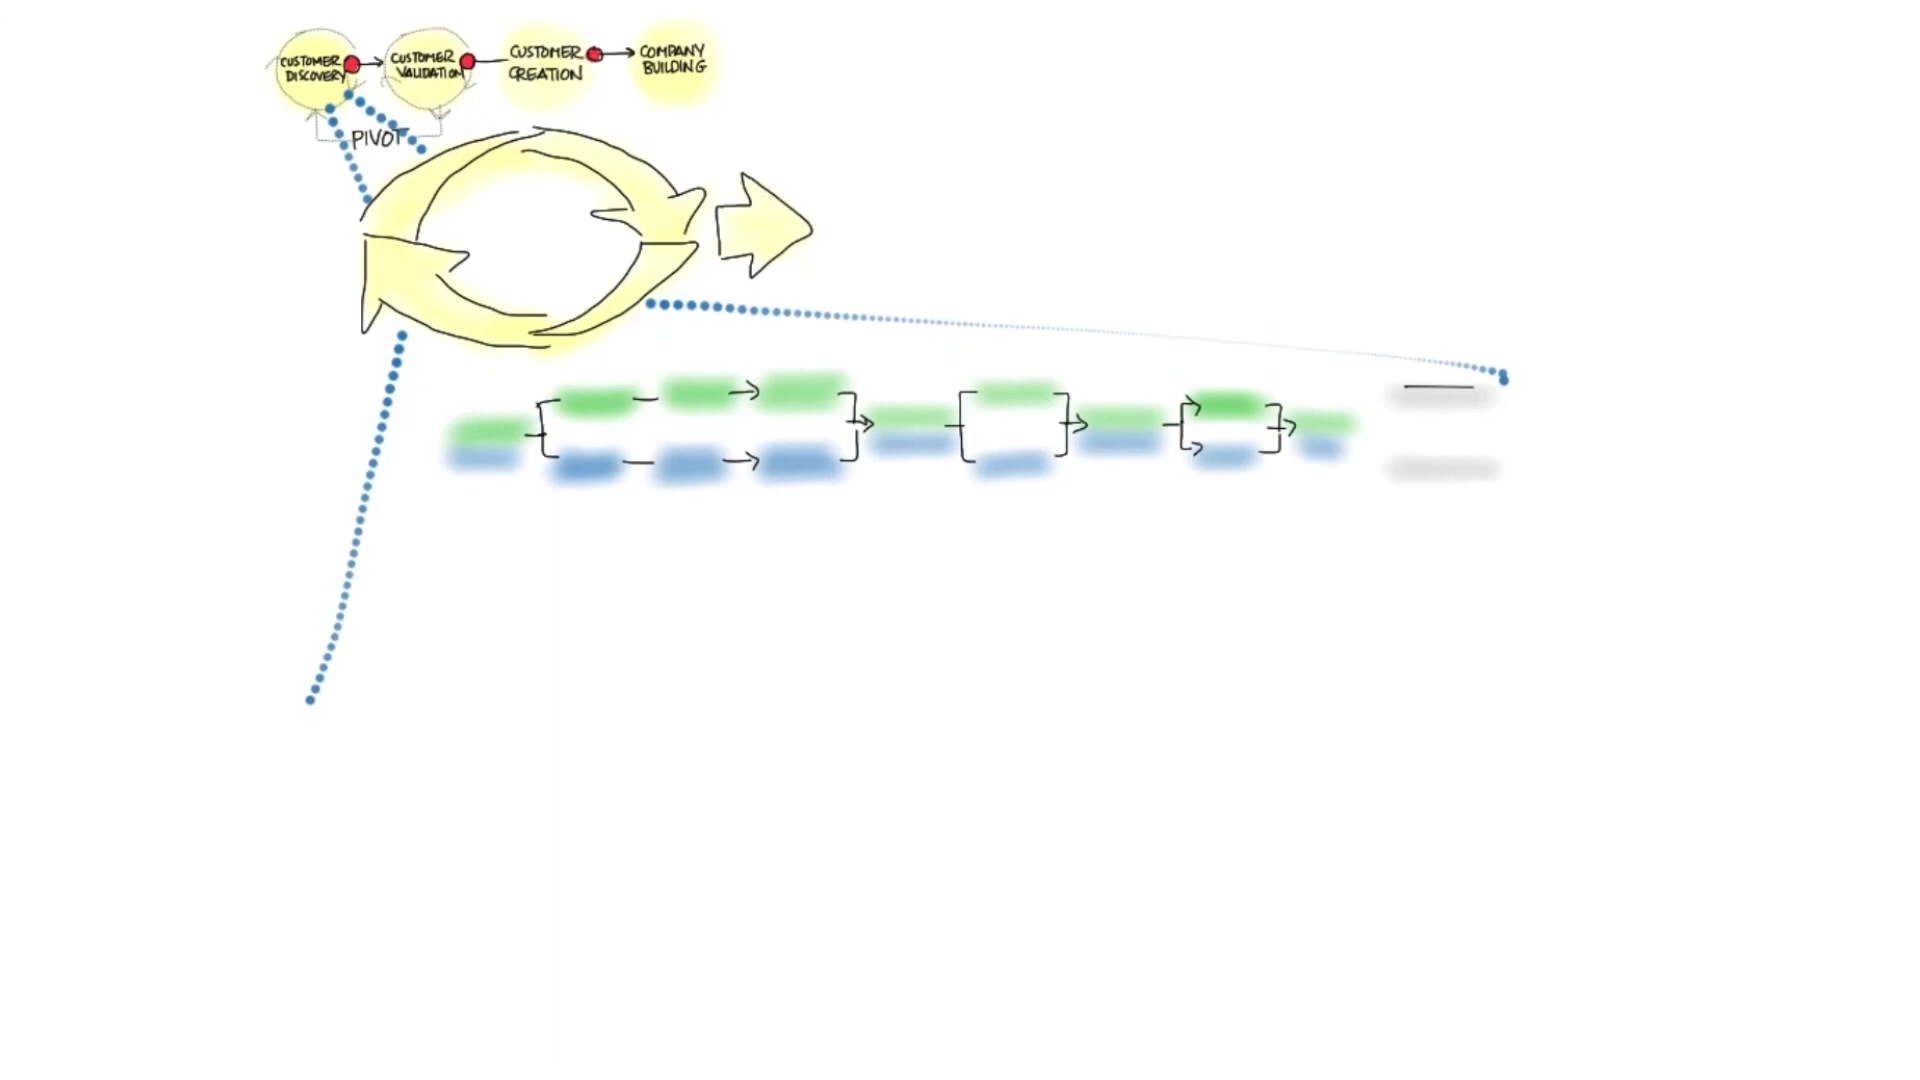 CUSTOMER
DISCOVERY
CUSTOMER
VALIDATION
CUSTOMER
CREATION
COMPANY
BUILDING
PIVOT